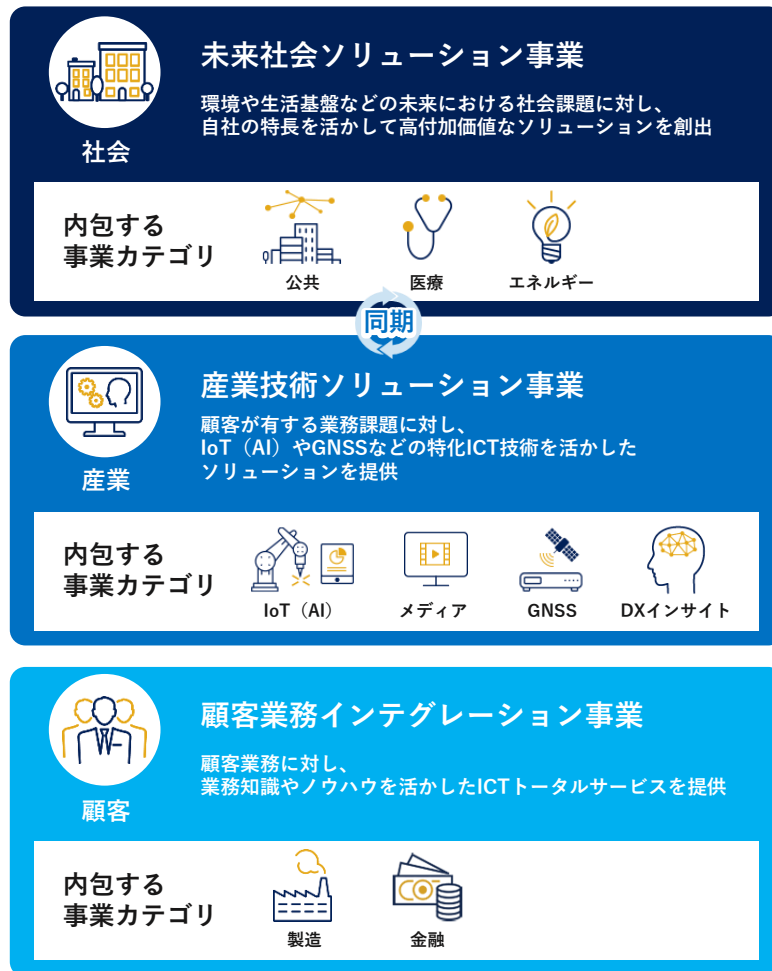 未来社会ソリューション事業
環境や生活基盤などの未来における社会課題に対し、
自社の特長を活かして高付加価値なソリューションを創出
社会
内包する
事業カテゴリ
公共
医療
エネルギー
同期
産業技術ソリューション事業
顧客が有する業務課題に対し、
IoT（AI）やGNSSなどの特化ICT技術を活かした
ソリューションを提供
産業
内包する
事業カテゴリ
IoT（AI）
メディア
GNSS
DXインサイト
顧客業務インテグレーション事業
顧客業務に対し、
業務知識やノウハウを活かしたICTトータルサービスを提供
顧客
内包する
事業カテゴリ
製造
金融